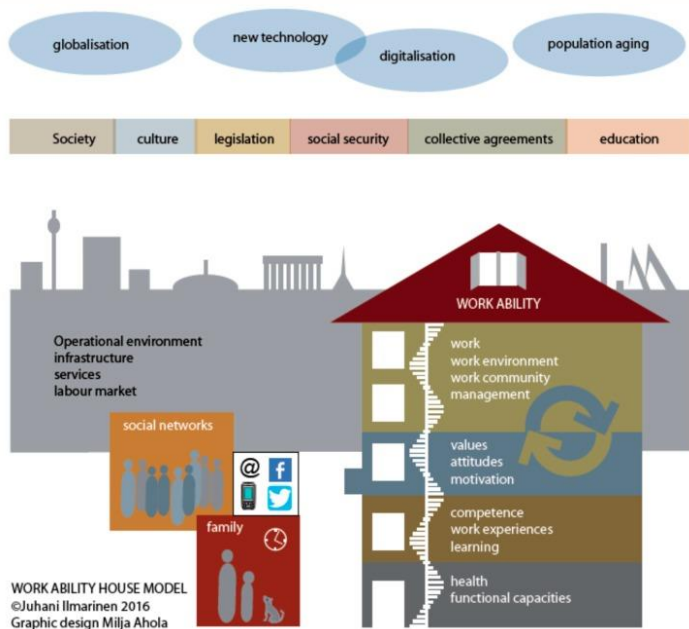 globalisation
new technology
digitalisation
population aging
Society culture legislation social security collective agreements education
WORK ABILITY
Operational environment
infrastructure
services
labour market
work
work environment
work community
management
social networks
@ f
values
attitudes
motivation
family
competence
work experiences
learning
health
functional capacities
WORK ABILITY HOUSE MODEL
©Juhani Ilmarinen 2016
Graphic design Milja Ahola